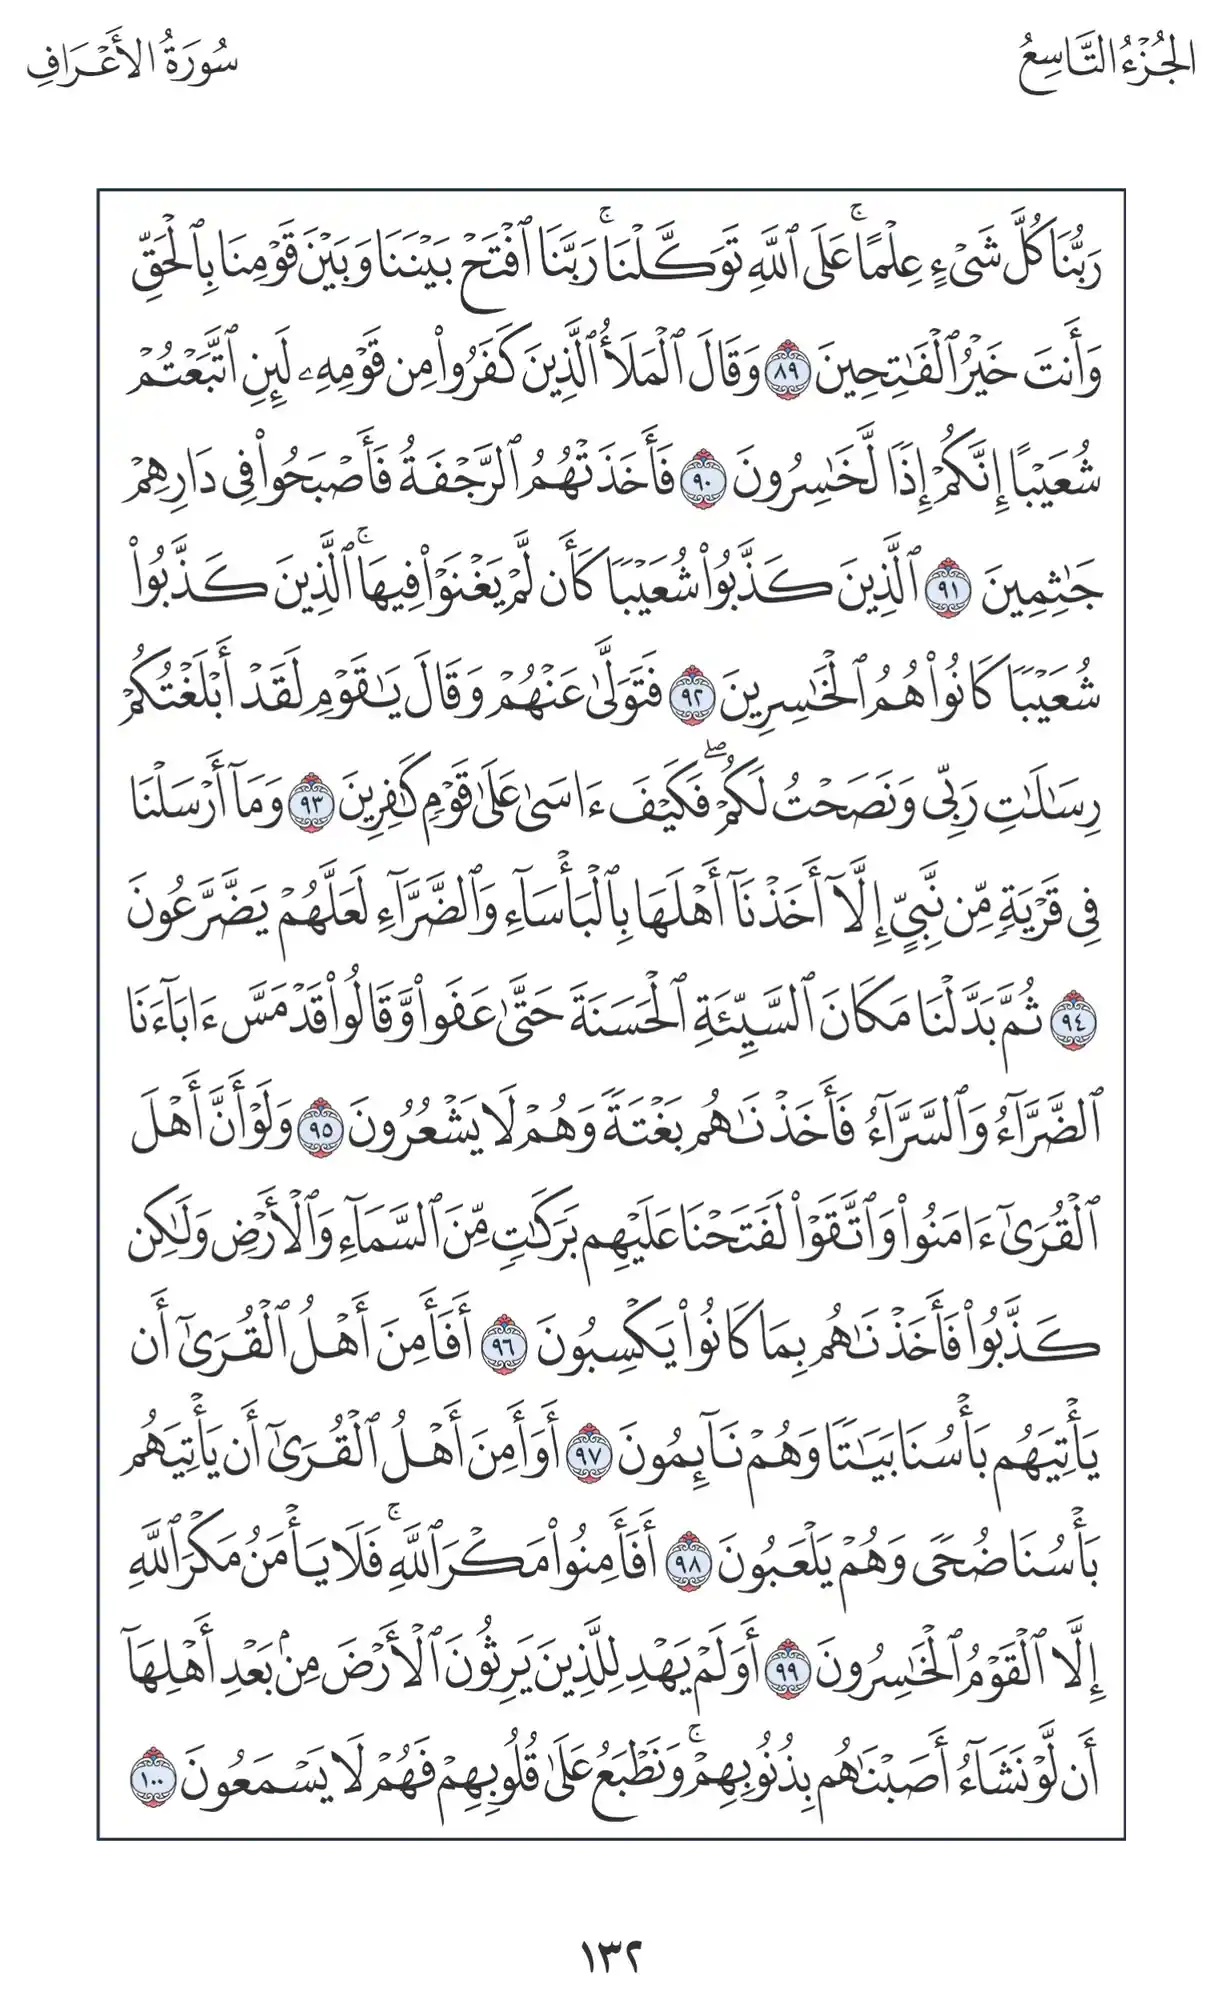 الجُزْءُ التَّاسِعُ
سُورَةُ الأَعْرَافِ
رَبُّنَا كُلَّ شَىْءٍ عِلْمًاۚ عَلَى ٱللَّهِ تَوَكَّلْنَاۚ رَبَّنَا ٱفْتَحْ بَيْنَنَا وَبَيْنَ قَوْمِنَا بِٱلْحَقِّ
وَأَنتَ خَيْرُ ٱلْفَٰتِحِينَ ٨٩ وَقَالَ ٱلْمَلَأُ ٱلَّذِينَ كَفَرُوا۟ مِن قَوْمِهِۦ لَئِنِ ٱتَّبَعْتُمْ
شُعَيْبًا إِنَّكُمْ إِذًا لَّخَٰسِرُونَ ٩٠ فَأَخَذَتْهُمُ ٱلرَّجْفَةُ فَأَصْبَحُوا۟ فِى دَارِهِمْ
جَٰثِمِينَ ٩١ ٱلَّذِينَ كَذَّبُوا۟ شُعَيْبًا كَأَن لَّمْ يَغْنَوْا۟ فِيهَاۚ ٱلَّذِينَ كَذَّبُوا۟
شُعَيْبًا كَانُوا۟ هُمُ ٱلْخَٰسِرِينَ ٩٢ فَتَوَلَّىٰ عَنْهُمْ وَقَالَ يَٰقَوْمِ لَقَدْ أَبْلَغْتُكُمْ
رِسَٰلَٰتِ رَبِّى وَنَصَحْتُ لَكُمْۖ فَكَيْفَ ءَاسَىٰ عَلَىٰ قَوْمٍ كَٰفِرِينَ ٩٣ وَمَآ أَرْسَلْنَا
فِى قَرْيَةٍ مِّن نَّبِىٍّ إِلَّآ أَخَذْنَآ أَهْلَهَا بِٱلْبَأْسَآءِ وَٱلضَّرَّآءِ لَعَلَّهُمْ يَضَّرَّعُونَ
٩٤ ثُمَّ بَدَّلْنَا مَكَانَ ٱلسَّيِّئَةِ ٱلْحَسَنَةَ حَتَّىٰ عَفَوا۟ وَّقَالُوا۟ قَدْ مَسَّ ءَابَآءَنَا
ٱلضَّرَّآءُ وَٱلسَّرَّآءُ فَأَخَذْنَٰهُم بَغْتَةً وَهُمْ لَا يَشْعُرُونَ ٩٥ وَلَوْ أَنَّ أَهْلَ
ٱلْقُرَىٰٓ ءَامَنُوا۟ وَٱتَّقَوْا۟ لَفَتَحْنَا عَلَيْهِم بَرَكَٰتٍ مِّنَ ٱلسَّمَآءِ وَٱلْأَرْضِ وَلَٰكِن
كَذَّبُوا۟ فَأَخَذْنَٰهُم بِمَا كَانُوا۟ يَكْسِبُونَ ٩٦ أَفَأَمِنَ أَهْلُ ٱلْقُرَىٰٓ أَن
يَأْتِيَهُم بَأْسُنَا بَيَٰتًا وَهُمْ نَآئِمُونَ ٩٧ أَوَأَمِنَ أَهْلُ ٱلْقُرَىٰٓ أَن يَأْتِيَهُم
بَأْسُنَا ضُحًى وَهُمْ يَلْعَبُونَ ٩٨ أَفَأَمِنُوا۟ مَكْرَ ٱللَّهِۚ فَلَا يَأْمَنُ مَكْرَ ٱللَّهِ
إِلَّا ٱلْقَوْمُ ٱلْخَٰسِرُونَ ٩٩ أَوَلَمْ يَهْدِ لِلَّذِينَ يَرِثُونَ ٱلْأَرْضَ مِنۢ بَعْدِ أَهْلِهَآ
أَن لَّوْ نَشَآءُ أَصَبْنَٰهُم بِذُنُوبِهِمْۚ وَنَطْبَعُ عَلَىٰ قُلُوبِهِمْ فَهُمْ لَا يَسْمَعُونَ ١٠٠
١٣٢